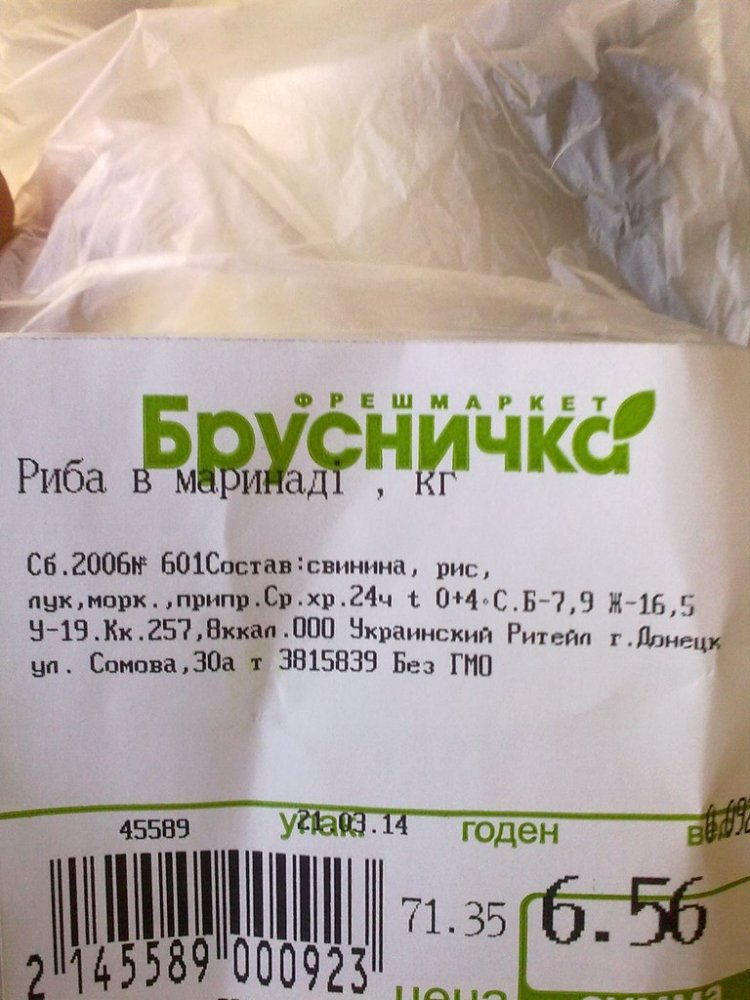 ФРЕШМАРКЕТ
Брусничка
Риба в маринаді , кг
Сб.2006№ 601Состав:свинина, рис,
лук,морк.,припр.Ср.хр.24ч t 0+4◦С.Б-7,9 Ж-16,5
У-19.Кк.257,8ккал.ООО Украинский Ритейл г.Донецк
ул. Сомова,30а т 3815839 Без ГМО
45589 упак. 21.03.14 годен
71.35 6.56
2 145589 000923
цена